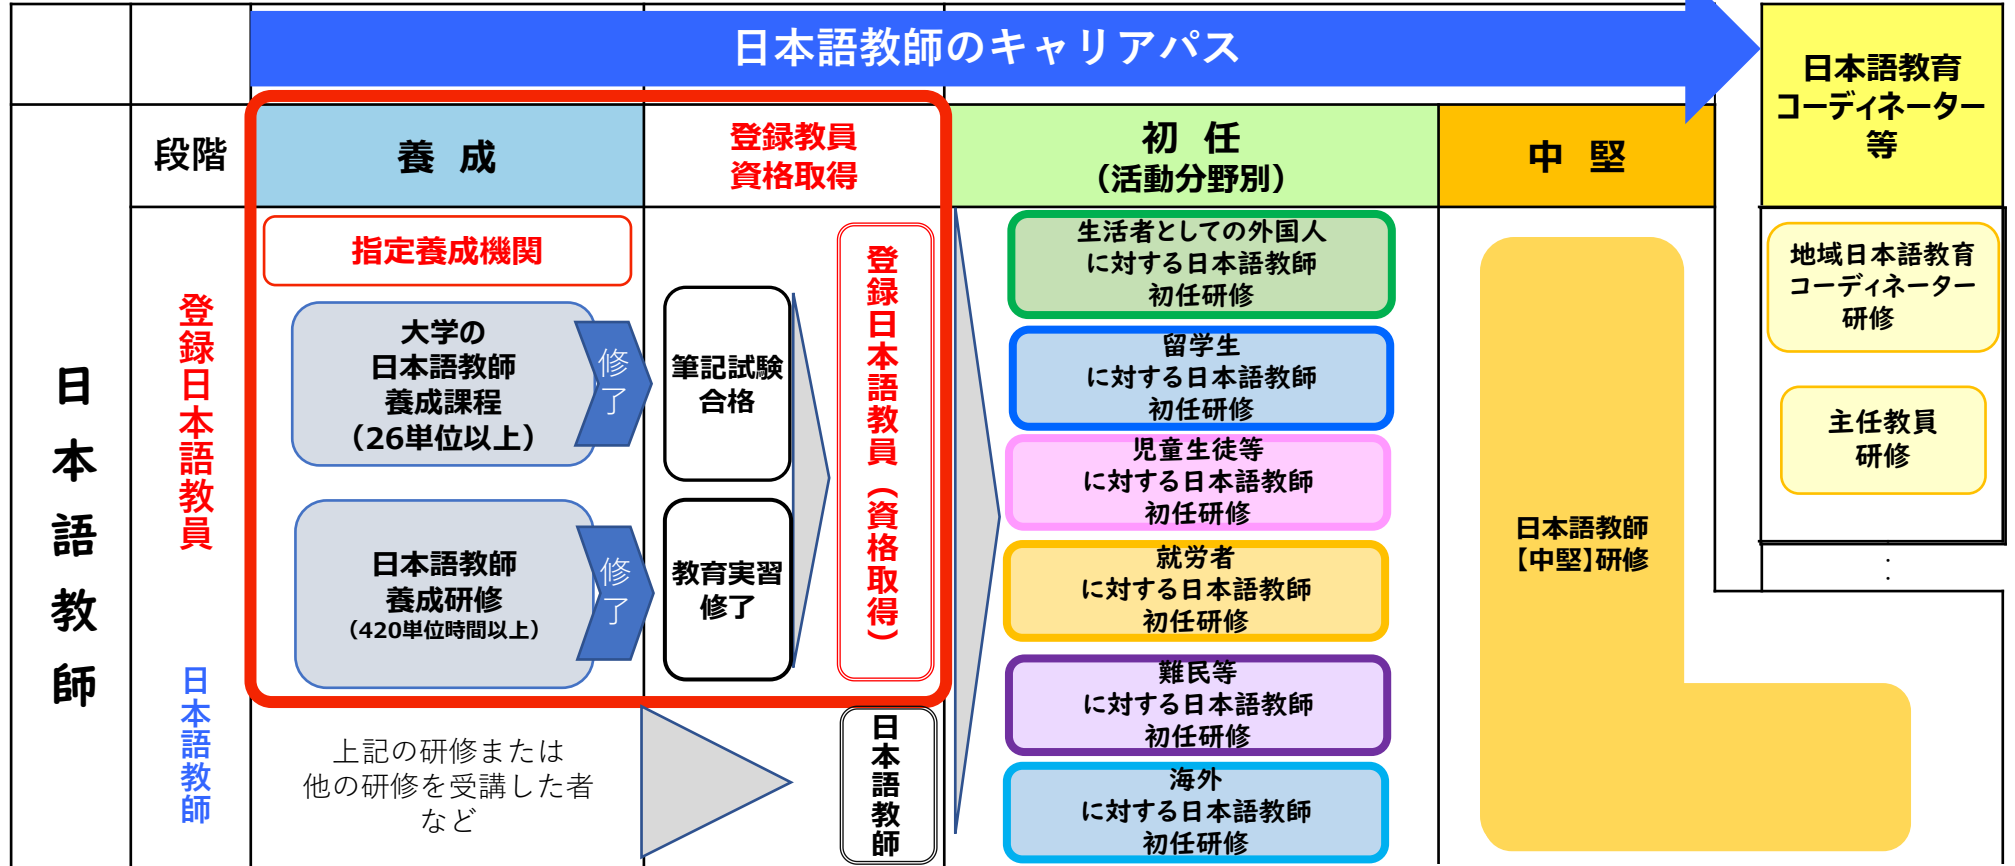 日本語教師のキャリアパス
日本語教育
コーディネーター
等
段階
養 成
登録教員
資格取得
初 任
（活動分野別）
中 堅
日本語教師
登録日本語教員
日本語教師
指定養成機関
大学の
日本語教師
養成課程
（26単位以上）
修了
日本語教師
養成研修
（420単位時間以上）
修了
筆記試験
合格
教育実習
修了
登録日本語教員（資格取得）
上記の研修または
他の研修を受講した者
など
日本語教師
生活者としての外国人
に対する日本語教師
初任研修
留学生
に対する日本語教師
初任研修
児童生徒等
に対する日本語教師
初任研修
就労者
に対する日本語教師
初任研修
難民等
に対する日本語教師
初任研修
海外
に対する日本語教師
初任研修
日本語教師
【中堅】研修
地域日本語教育
コーディネーター
研修
主任教員
研修
：